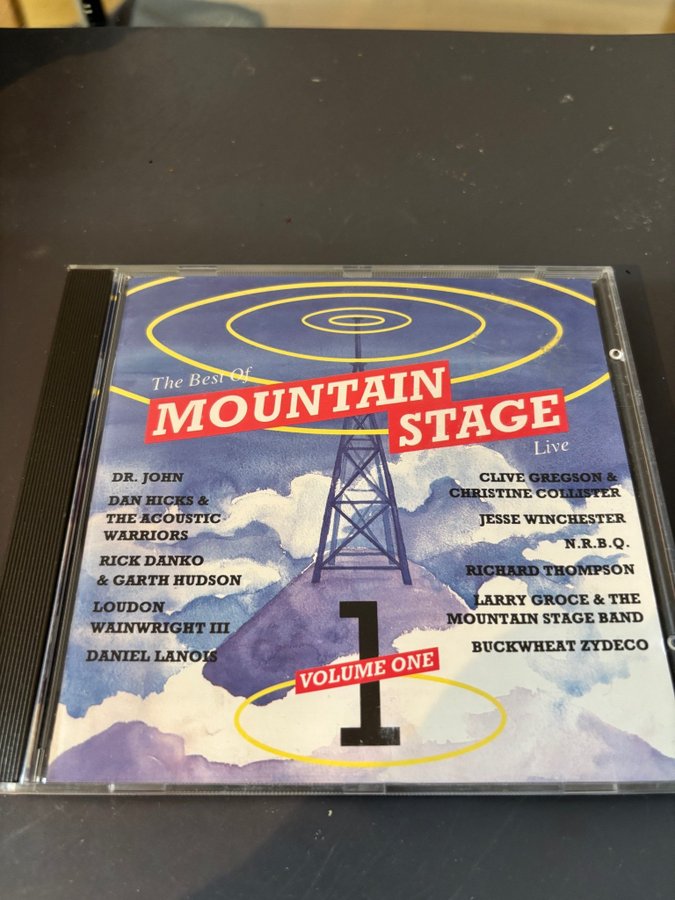 The Best Of
MOUNTAIN
STAGE
Live
DR. JOHN
DAN HICKS &
THE ACOUSTIC
WARRIORS
RICK DANKO
& GARTH HUDSON
LOUDON
WAINWRIGHT III
DANIEL LANOIS
CLIVE GREGSON &
CHRISTINE COLLISTER
JESSE WINCHESTER
N.R.B.Q.
RICHARD THOMPSON
LARRY GROCE & THE
MOUNTAIN STAGE BAND
BUCKWHEAT ZYDECO
1
VOLUME ONE